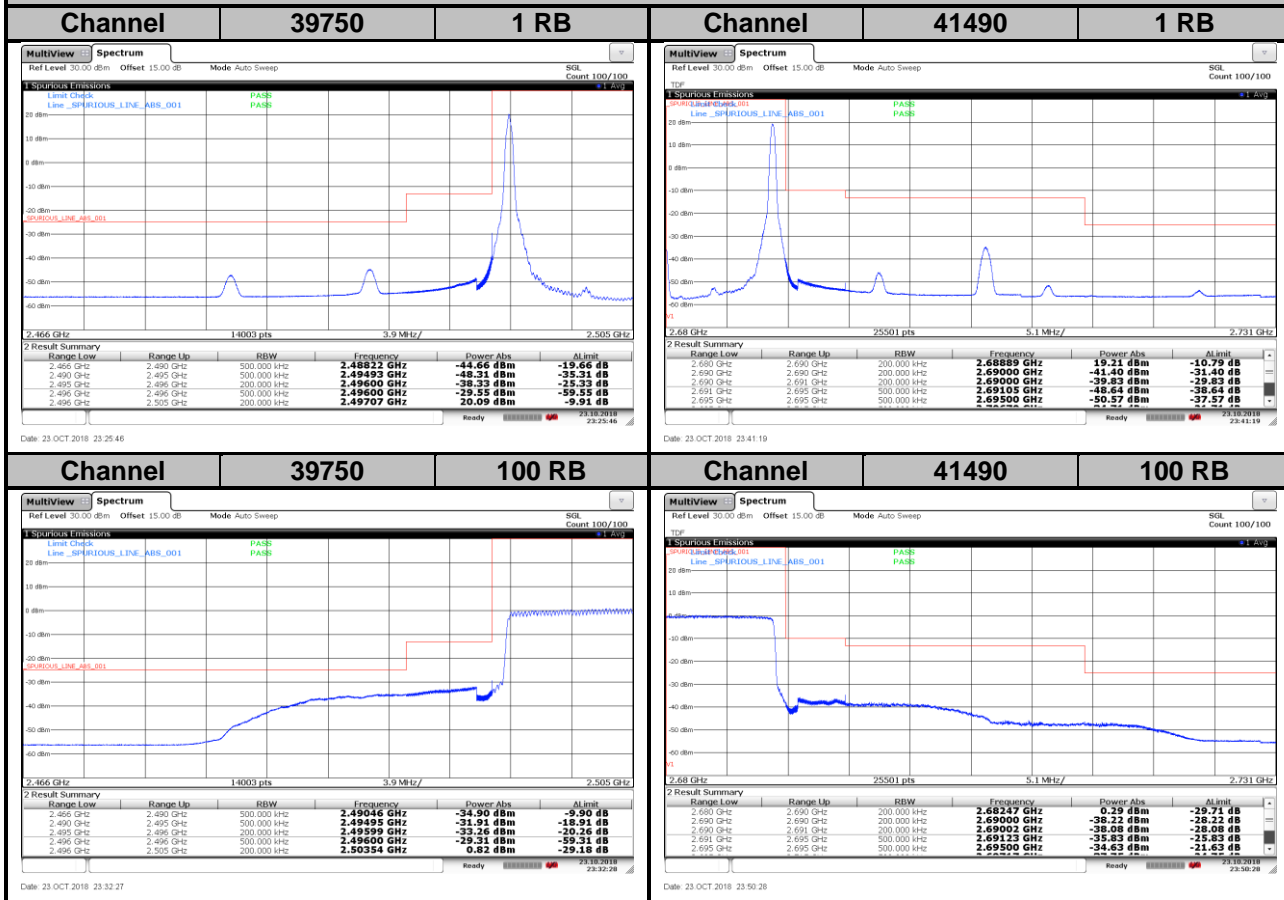 Channel 39750 1 RB
MultiView Spectrum
Ref Level 30.00 dBm Offset 15.00 dB Mode Auto Sweep SGL
Count 100/100
1 Spurious Emissions 1 Avg
Limit Check PASS
Line _SPURIOUS_LINE_ABS_001 PASS
20 dBm
10 dBm
0 dBm
-10 dBm
-20 dBm
_SPURIOUS_LINE_ABS_001
-30 dBm
-40 dBm
-50 dBm
-60 dBm
2.466 GHz 14003 pts 3.9 MHz/ 2.505 GHz
2 Result Summary
Range Low Range Up RBW Frequency Power Abs ΔLimit
2.466 GHz 2.490 GHz 500.000 kHz 2.48822 GHz -44.66 dBm -19.66 dB
2.490 GHz 2.495 GHz 500.000 kHz 2.49493 GHz -48.31 dBm -35.31 dB
2.495 GHz 2.496 GHz 200.000 kHz 2.49600 GHz -38.33 dBm -25.33 dB
2.496 GHz 2.496 GHz 500.000 kHz 2.49600 GHz -29.55 dBm -59.55 dB
2.496 GHz 2.505 GHz 200.000 kHz 2.49707 GHz 20.09 dBm -9.91 dB
Ready 23.10.2018
23:25:46
Date: 23.OCT.2018 23:25:46
Channel 41490 1 RB
MultiView Spectrum
Ref Level 30.00 dBm Offset 15.00 dB Mode Auto Sweep SGL
Count 100/100
TDF
1 Spurious Emissions 1 Avg
Limit Check PASS
Line _SPURIOUS_LINE_ABS_001 PASS
20 dBm
10 dBm
0 dBm
-10 dBm
-20 dBm
-30 dBm
-40 dBm
-50 dBm
-60 dBm
V1
2.68 GHz 25501 pts 5.1 MHz/ 2.731 GHz
2 Result Summary
Range Low Range Up RBW Frequency Power Abs ΔLimit
2.680 GHz 2.690 GHz 200.000 kHz 2.68889 GHz 19.21 dBm -10.79 dB
2.690 GHz 2.690 GHz 200.000 kHz 2.69000 GHz -41.40 dBm -31.40 dB
2.690 GHz 2.691 GHz 200.000 kHz 2.69000 GHz -39.83 dBm -29.83 dB
2.691 GHz 2.695 GHz 500.000 kHz 2.69105 GHz -48.64 dBm -38.64 dB
2.695 GHz 2.695 GHz 500.000 kHz 2.69500 GHz -50.57 dBm -37.57 dB
Ready 23.10.2018
23:41:19
Date: 23.OCT.2018 23:41:19
Channel 39750 100 RB
MultiView Spectrum
Ref Level 30.00 dBm Offset 15.00 dB Mode Auto Sweep SGL
Count 100/100
1 Spurious Emissions 1 Avg
Limit Check PASS
Line _SPURIOUS_LINE_ABS_001 PASS
20 dBm
10 dBm
0 dBm
-10 dBm
-20 dBm
_SPURIOUS_LINE_ABS_001
-30 dBm
-40 dBm
-50 dBm
-60 dBm
2.466 GHz 14003 pts 3.9 MHz/ 2.505 GHz
2 Result Summary
Range Low Range Up RBW Frequency Power Abs ΔLimit
2.466 GHz 2.490 GHz 500.000 kHz 2.49046 GHz -34.90 dBm -9.90 dB
2.490 GHz 2.495 GHz 500.000 kHz 2.49495 GHz -31.91 dBm -18.91 dB
2.495 GHz 2.496 GHz 200.000 kHz 2.49599 GHz -33.26 dBm -20.26 dB
2.496 GHz 2.496 GHz 500.000 kHz 2.49600 GHz -29.31 dBm -59.31 dB
2.496 GHz 2.505 GHz 200.000 kHz 2.50354 GHz 0.82 dBm -29.18 dB
Ready 23.10.2018
23:32:28
Date: 23.OCT.2018 23:32:27
Channel 41490 100 RB
MultiView Spectrum
Ref Level 30.00 dBm Offset 15.00 dB Mode Auto Sweep SGL
Count 100/100
TDF
1 Spurious Emissions 1 Avg
Limit Check PASS
Line _SPURIOUS_LINE_ABS_001 PASS
20 dBm
10 dBm
0 dBm
-10 dBm
-20 dBm
-30 dBm
-40 dBm
-50 dBm
-60 dBm
V1
2.68 GHz 25501 pts 5.1 MHz/ 2.731 GHz
2 Result Summary
Range Low Range Up RBW Frequency Power Abs ΔLimit
2.680 GHz 2.690 GHz 200.000 kHz 2.68247 GHz 0.29 dBm -29.71 dB
2.690 GHz 2.690 GHz 200.000 kHz 2.69000 GHz -38.22 dBm -28.22 dB
2.690 GHz 2.691 GHz 200.000 kHz 2.69002 GHz -38.08 dBm -28.08 dB
2.691 GHz 2.695 GHz 500.000 kHz 2.69123 GHz -35.83 dBm -25.83 dB
2.695 GHz 2.695 GHz 500.000 kHz 2.69500 GHz -34.63 dBm -21.63 dB
Ready 23.10.2018
23:50:28
Date: 23.OCT.2018 23:50:28